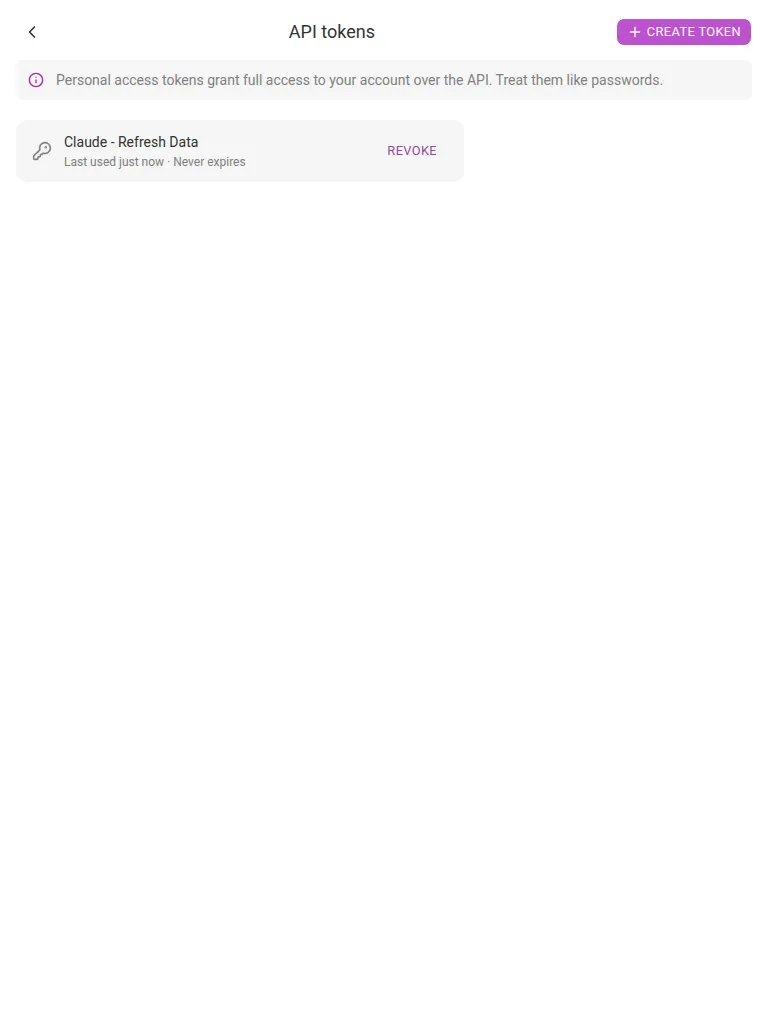 API tokens
CREATE TOKEN
Personal access tokens grant full access to your account over the API. Treat them like passwords.
Claude - Refresh Data
Last used just now · Never expires
REVOKE